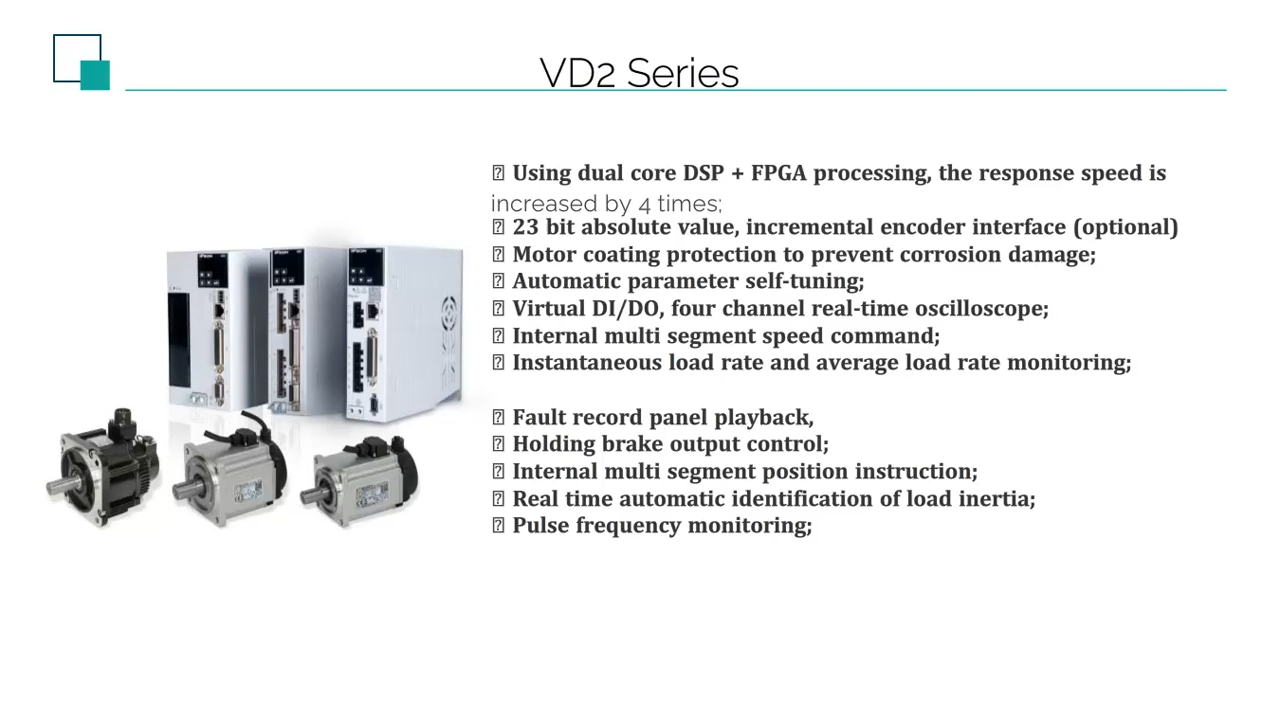 VD2 Series
⍰ Using dual core DSP + FPGA processing, the response speed is
increased by 4 times;
⍰ 23 bit absolute value, incremental encoder interface (optional)
⍰ Motor coating protection to prevent corrosion damage;
⍰ Automatic parameter self-tuning;
⍰ Virtual DI/DO, four channel real-time oscilloscope;
⍰ Internal multi segment speed command;
⍰ Instantaneous load rate and average load rate monitoring;
⍰ Fault record panel playback,
⍰ Holding brake output control;
⍰ Internal multi segment position instruction;
⍰ Real time automatic identification of load inertia;
⍰ Pulse frequency monitoring;